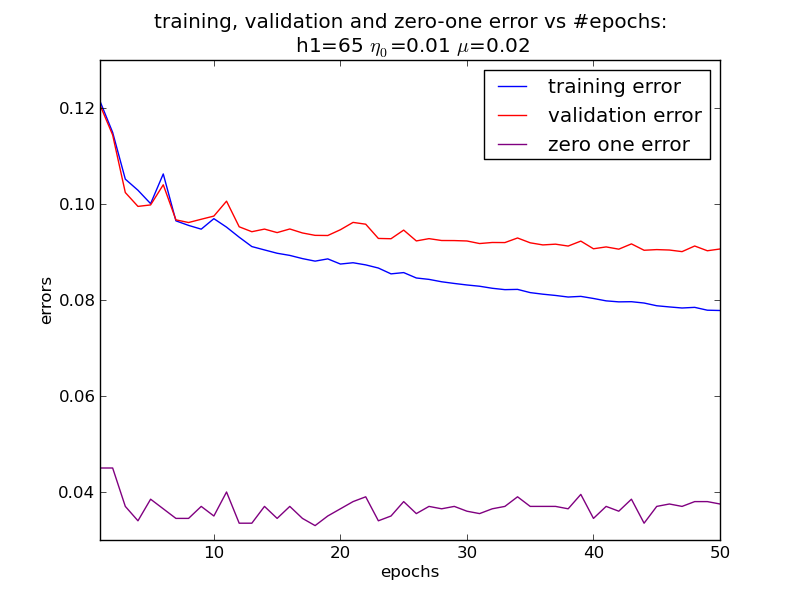 training, validation and zero-one error vs #epochs:
h1=65 η₀=0.01 μ=0.02
training error
validation error
zero one error
0.12
0.10
0.08
0.06
0.04
errors
10
20
30
40
50
epochs